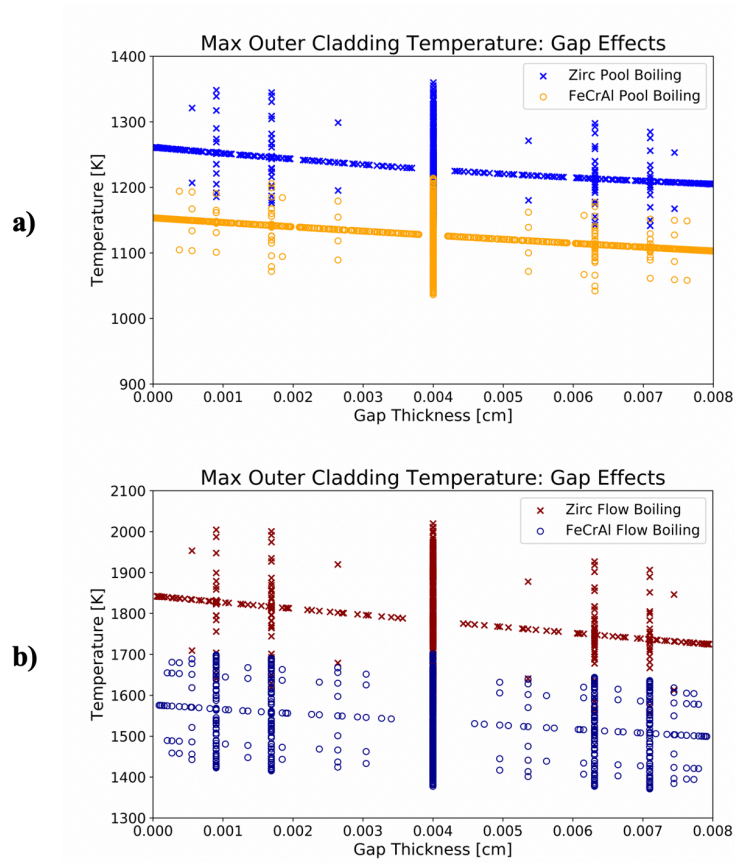 a)
Max Outer Cladding Temperature: Gap Effects
Zirc Pool Boiling
FeCrAl Pool Boiling
Temperature [K]
1400
1300
1200
1100
1000
900
0.000 0.001 0.002 0.003 0.004 0.005 0.006 0.007 0.008
Gap Thickness [cm]
b)
Max Outer Cladding Temperature: Gap Effects
Zirc Flow Boiling
FeCrAl Flow Boiling
Temperature [K]
2100
2000
1900
1800
1700
1600
1500
1400
1300
0.000 0.001 0.002 0.003 0.004 0.005 0.006 0.007 0.008
Gap Thickness [cm]